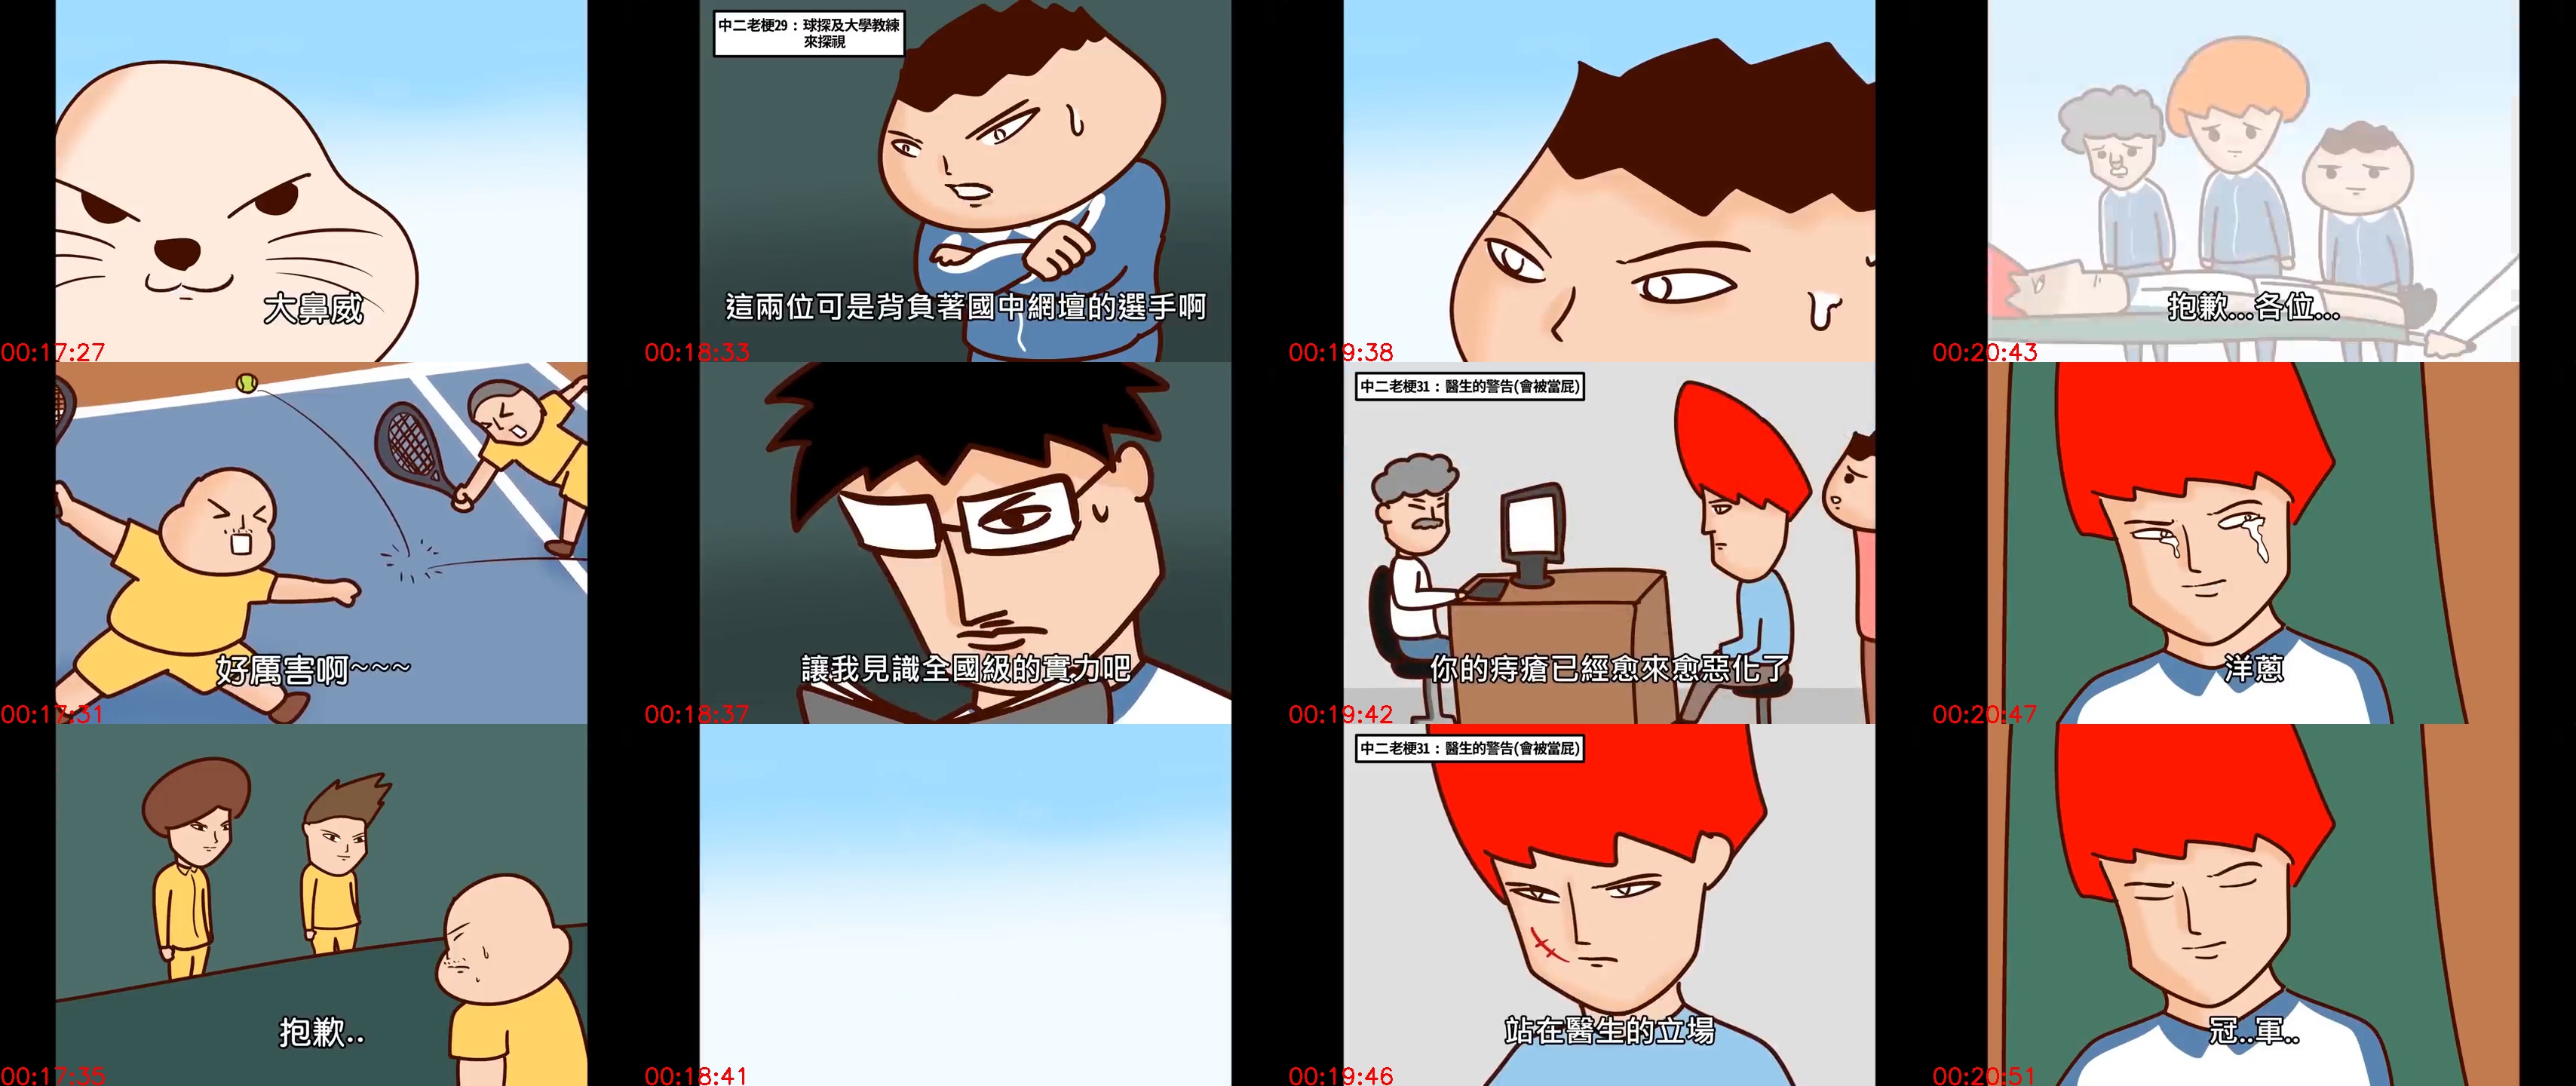 大鼻威
00:17:27
中二老梗29：球探及大學教練
來探視
這兩位可是背負著國中網壇的選手啊
00:18:33
00:19:38
抱歉...各位...
00:20:43
好厲害啊~~~
00:17:31
讓我見識全國級的實力吧
00:18:37
中二老梗31：醫生的警告(會被當屁)
你的痔瘡已經愈來愈惡化了
00:19:42
洋蔥
00:20:47
抱歉..
00:17:35
00:18:41
中二老梗31：醫生的警告(會被當屁)
站在醫生的立場
00:19:46
冠..軍..
00:20:51